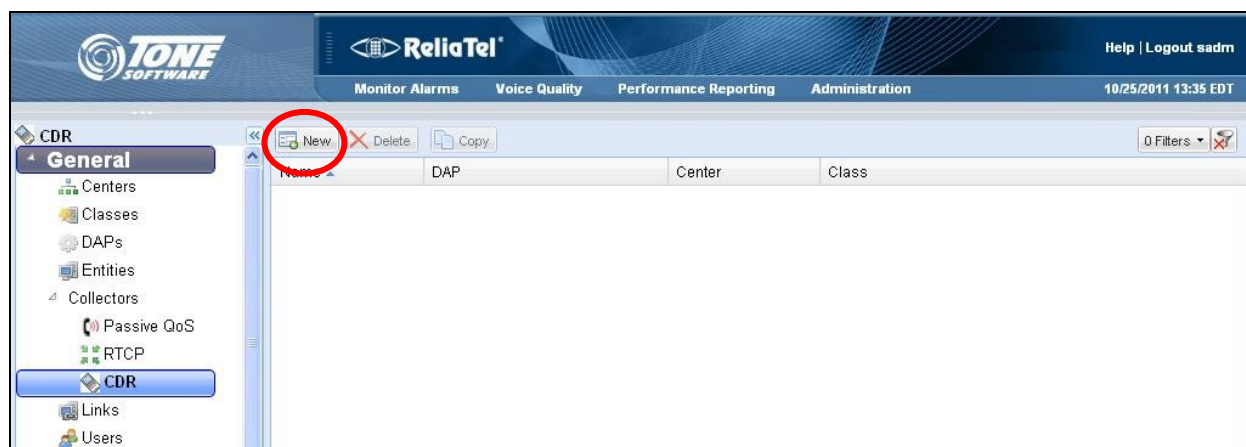 TONE
SOFTWARE
ReliaTel
Help | Logout sadm
Monitor Alarms Voice Quality Performance Reporting Administration 10/25/2011 13:35 EDT
CDR
General
Centers
Classes
DAPs
Entities
Collectors
Passive QoS
RTCP
CDR
Links
Users
New Delete Copy 0 Filters
Name DAP Center Class